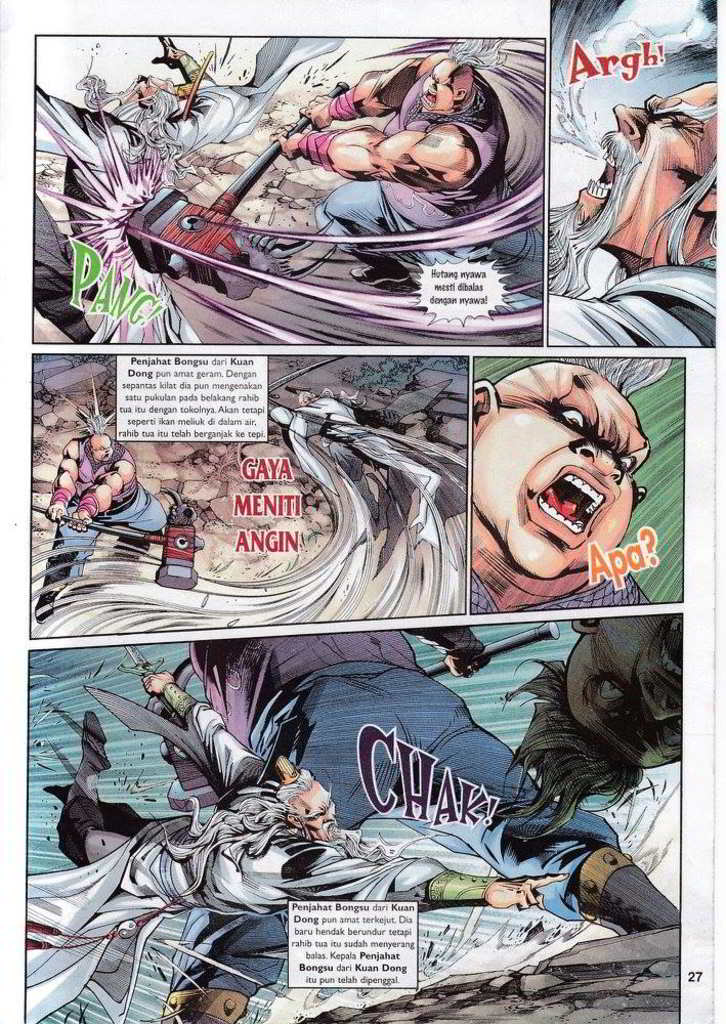 Argh!
PANG!
Hutang nyawa
mesti dibalas
dengan nyawa!
Penjahat Bongsu dari Kuan
Dong pun amat geram. Dengan
sepantas kilat dia pun mengenakan
satu pukulan pada belakang rahib
tua itu dengan tokolnya. Akan tetapi
seperti ikan meliuk di dalam air,
rahib tua itu telah berganjak ke tepi.
GAYA
MENITI
ANGIN
Apa?
CHAK!
Penjahat Bongsu dari Kuan
Dong pun amat terkejut. Dia
baru hendak berundur tetapi
rahib tua itu sudah menyerang
balas. Kepala Penjahat
Bongsu dari Kuan Dong
itu pun telah dipenggal.
27